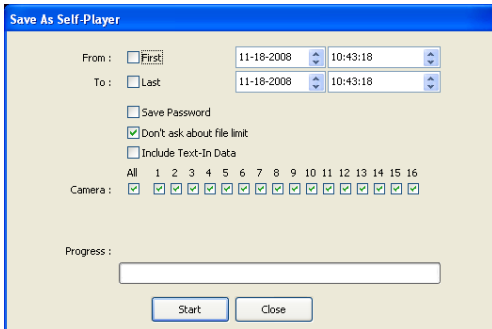 Save As Self-Player
From : First 11-18-2008 10:43:18
To : Last 11-18-2008 10:43:18
Save Password
Don't ask about file limit
Include Text-In Data
All 1 2 3 4 5 6 7 8 9 10 11 12 13 14 15 16
Camera :
Progress :
Start Close